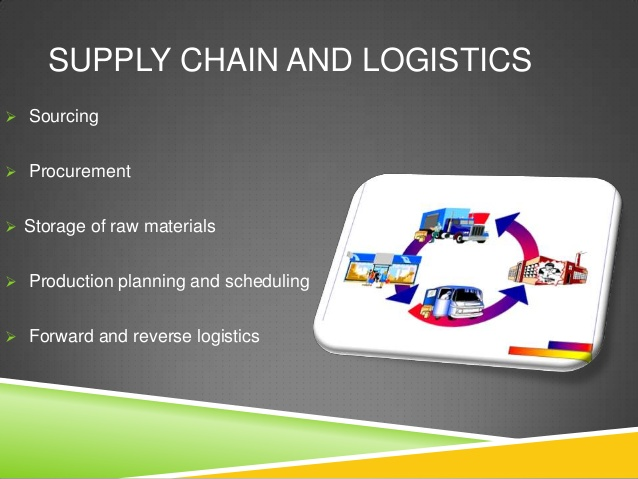 SUPPLY CHAIN AND LOGISTICS
Sourcing
Procurement
Storage of raw materials
Production planning and scheduling
Forward and reverse logistics